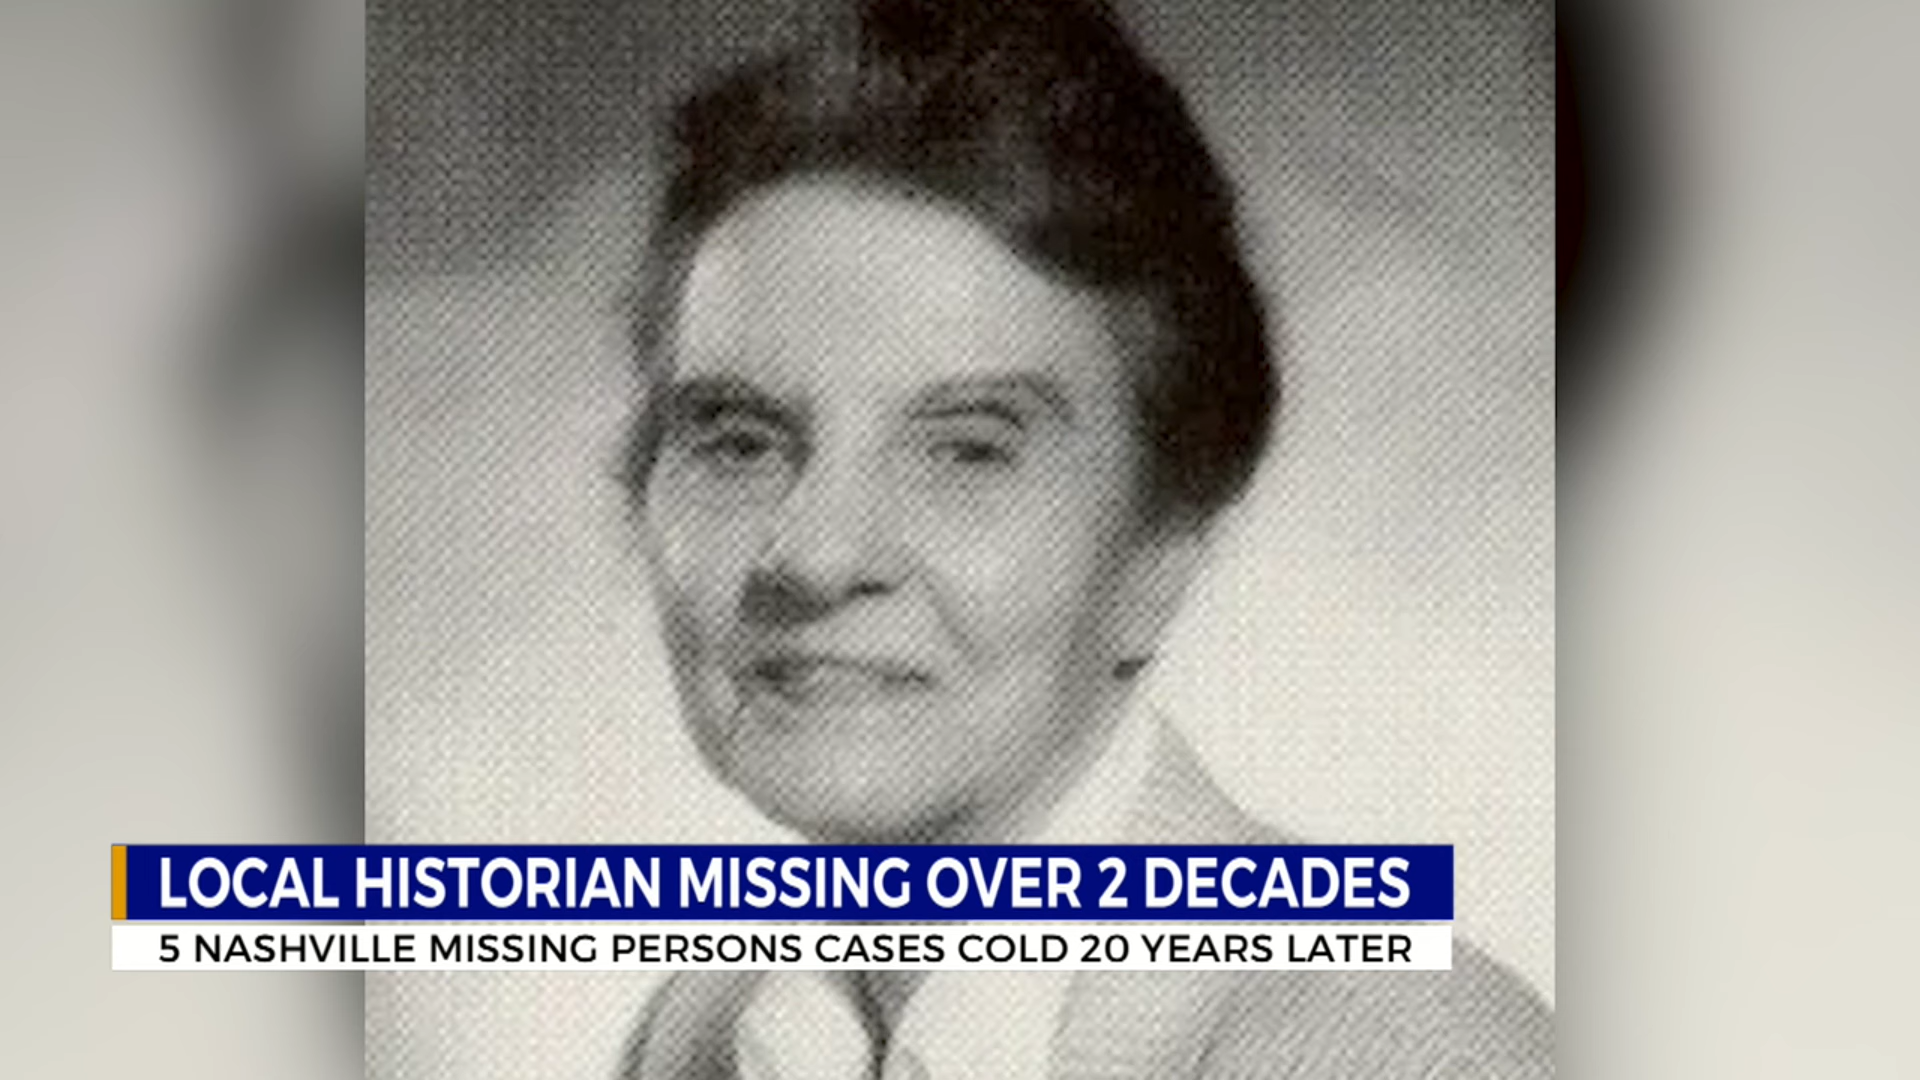 LOCAL HISTORIAN MISSING OVER 2 DECADES
5 NASHVILLE MISSING PERSONS CASES COLD 20 YEARS LATER